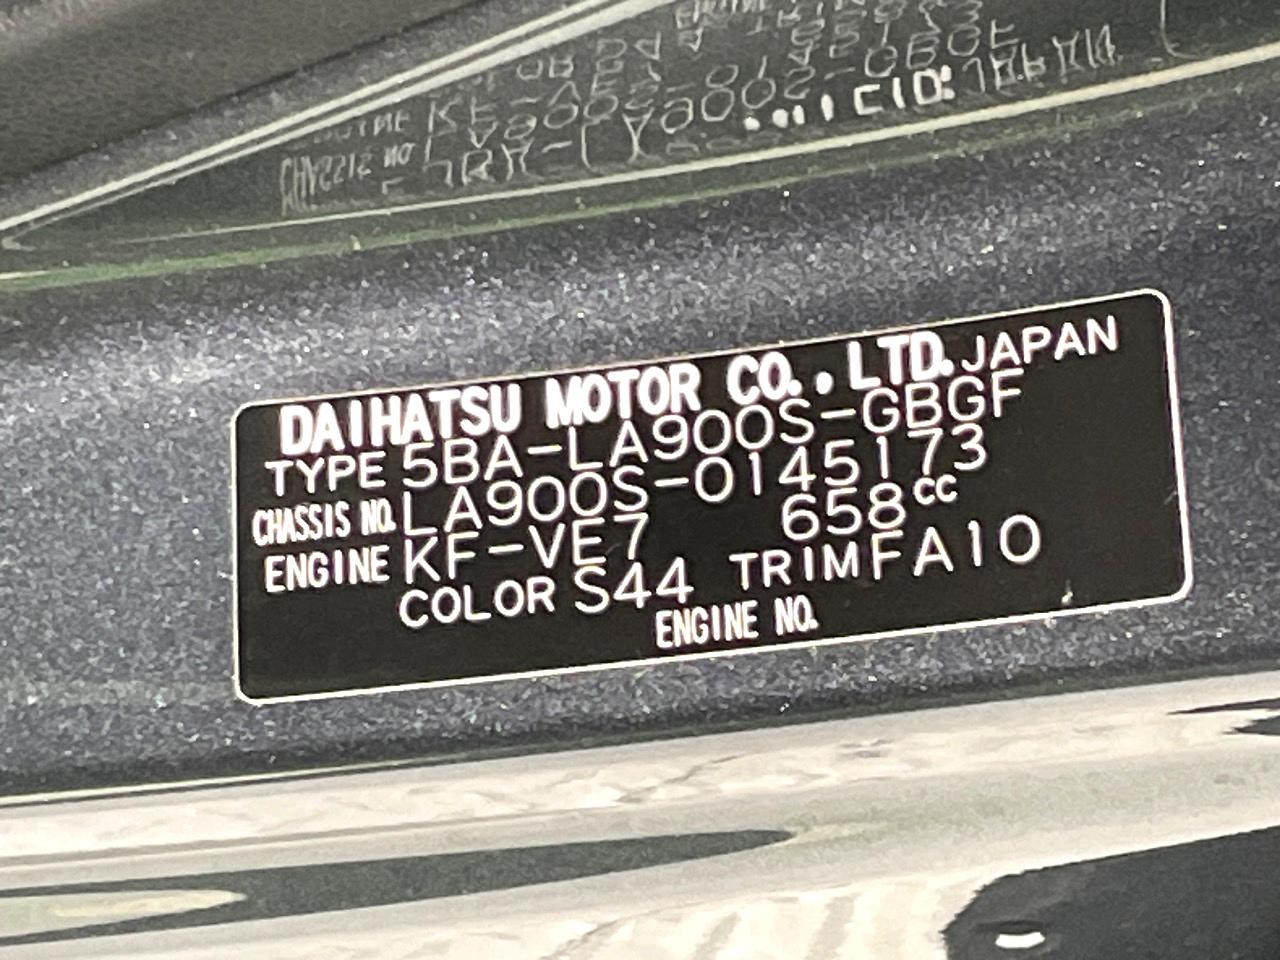 DAIHATSU MOTOR CO., LTD. JAPAN
TYPE 5BA-LA900S-GBGF
CHASSIS NO. LA900S-0145173
ENGINE KF-VE7 658cc
COLOR S44 TRIM FA10
ENGINE NO.